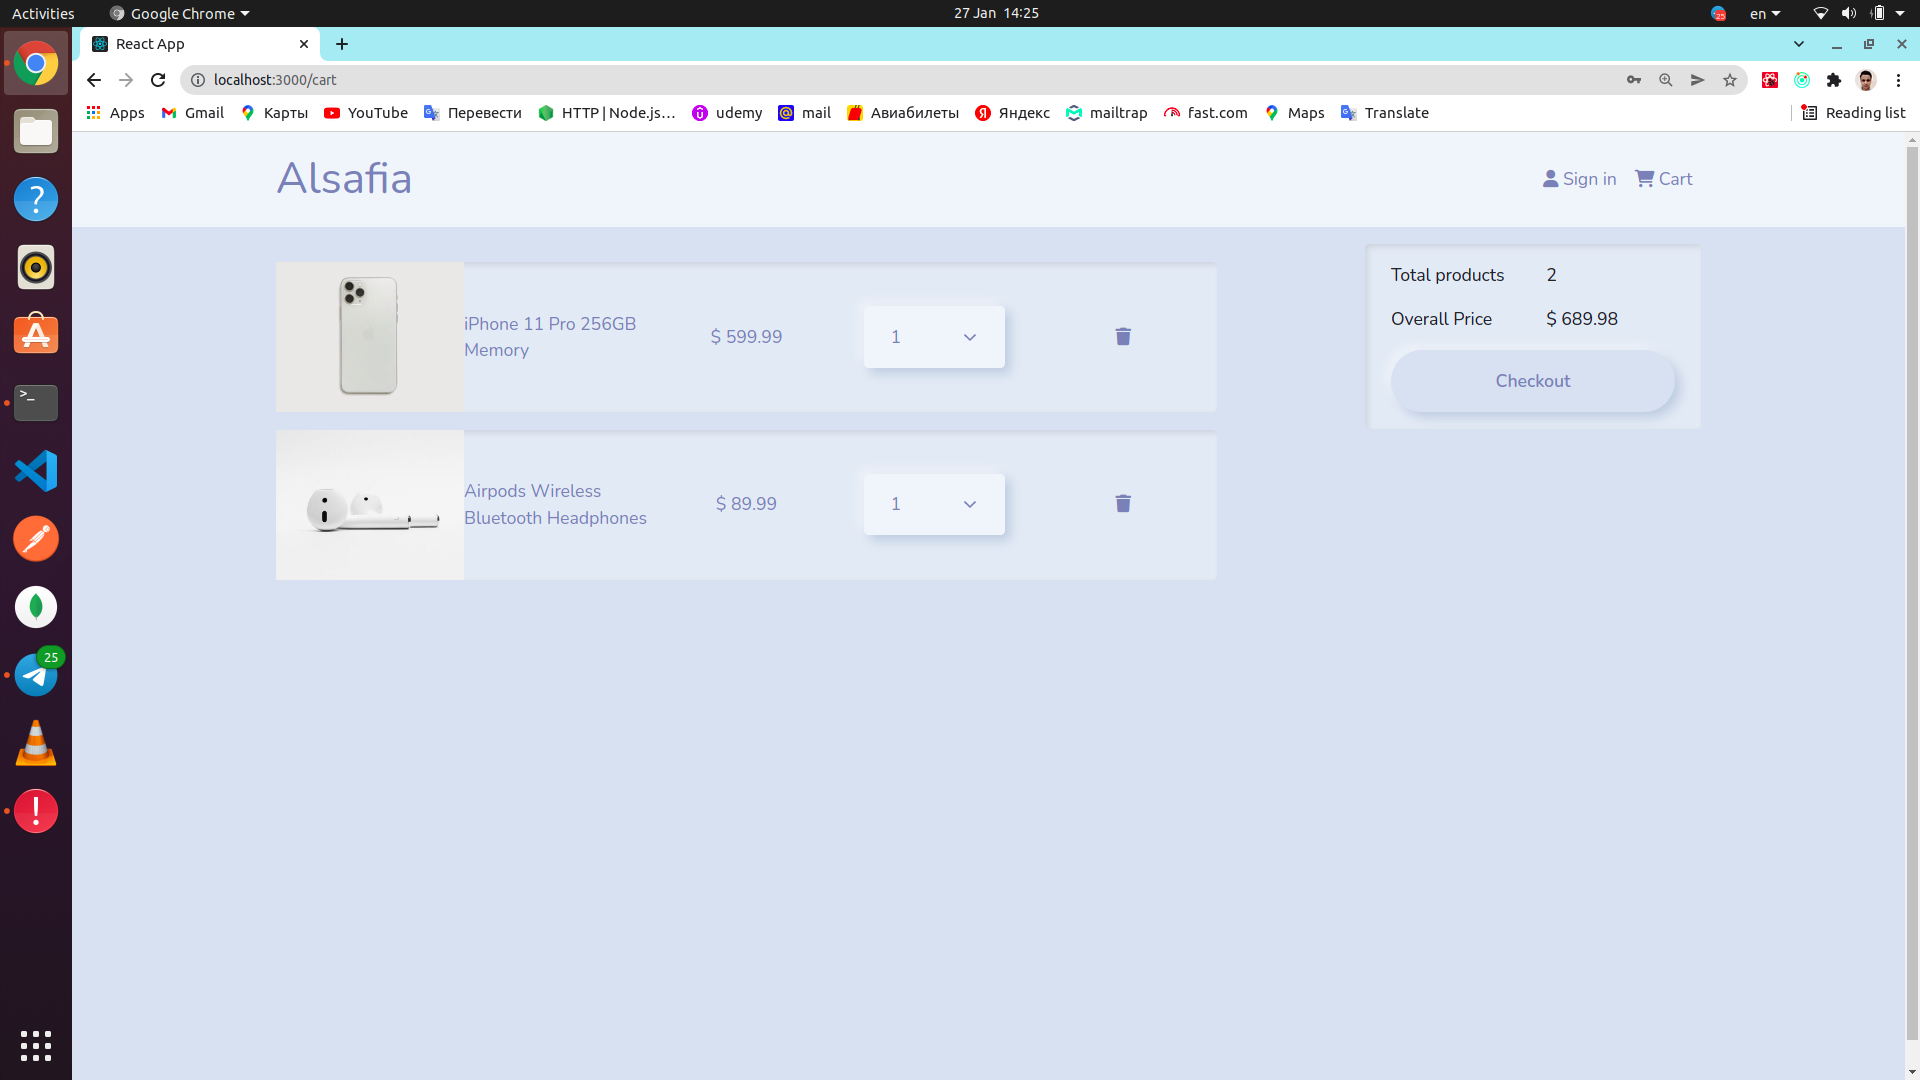 Activities
Google Chrome
27 Jan 14:25
25
en
React App
localhost:3000/cart
Apps
Gmail
Карты
YouTube
Перевести
HTTP | Node.js…
udemy
mail
Авиабилеты
Яндекс
mailtrap
fast.com
Maps
Translate
Reading list
Alsafia
Sign in
Cart
iPhone 11 Pro 256GB
Memory
$ 599.99
1
Airpods Wireless
Bluetooth Headphones
$ 89.99
1
Total products 2
Overall Price $ 689.98
Checkout
25